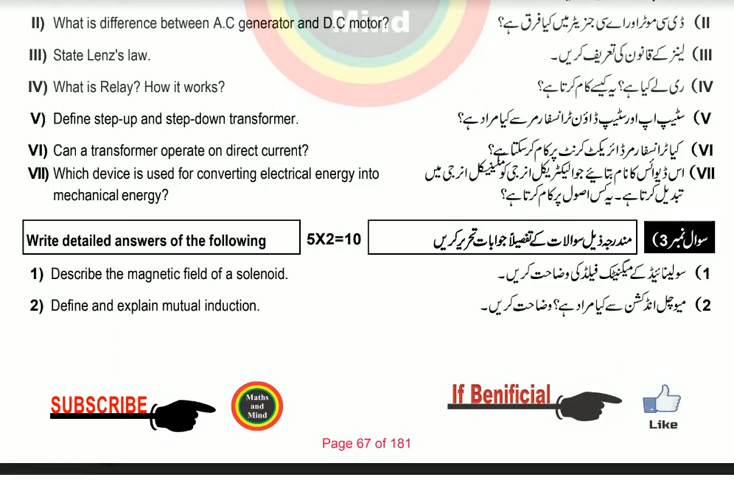 II) What is difference between A.C generator and D.C motor? II) ڈی سی موٹر اور اے سی جنریٹر میں کیا فرق ہے؟
III) State Lenz's law. III) لینز کے قانون کی تعریف کریں۔
IV) What is Relay? How it works? IV) ری لے کیا ہے؟ یہ کیسے کام کرتا ہے؟
V) Define step-up and step-down transformer. V) سٹیپ اپ اور سٹیپ ڈاؤن ٹرانسفارمر سے کیا مراد ہے؟
VI) Can a transformer operate on direct current? VI) کیا ٹرانسفارمر ڈائریکٹ کرنٹ پر کام کر سکتا ہے؟
VII) Which device is used for converting electrical energy into VII) اس ڈیوائس کا نام بتائیے جو الیکٹریکل انرجی کو مکینیکل انرجی میں
mechanical energy? تبدیل کرتا ہے۔ یہ کس اصول پر کام کرتا ہے؟
Write detailed answers of the following 5X2=10 مندرجہ ذیل سوالات کے تفصیلاً جوابات تحریر کریں سوال نمبر 3)
1) Describe the magnetic field of a solenoid. 1) سولینائیڈ کے میگنیٹک فیلڈ کی وضاحت کریں۔
2) Define and explain mutual induction. 2) میوچل انڈکشن سے کیا مراد ہے؟ وضاحت کریں۔
SUBSCRIBE Maths and Mind If Benificial Like
Page 67 of 181
Mind